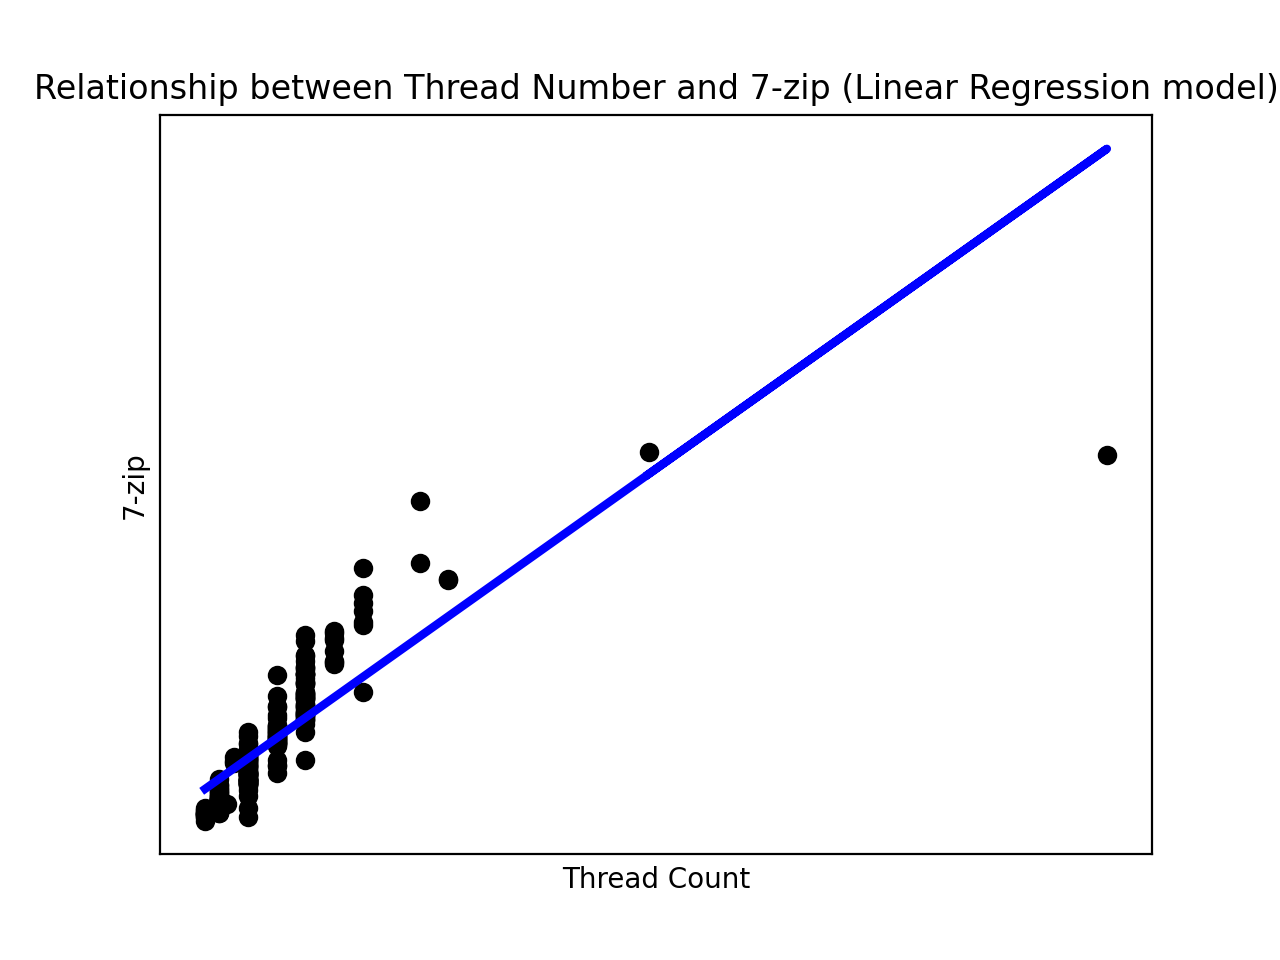 Relationship between Thread Number and 7-zip (Linear Regression model)
7-zip
Thread Count